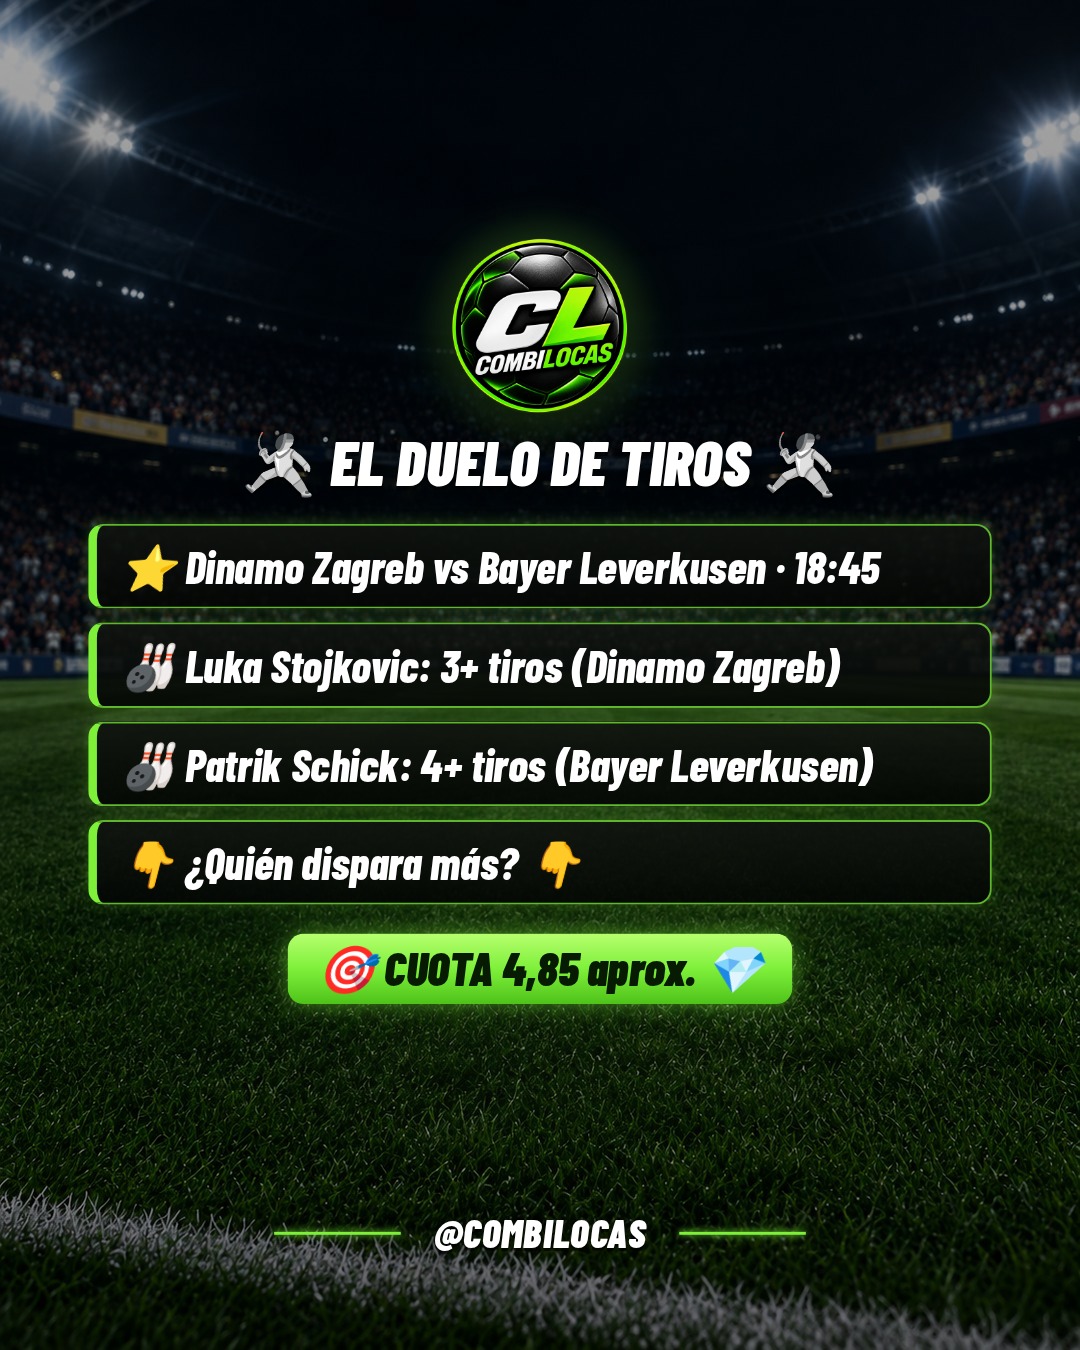 CL
COMBILOCAS
🤺 EL DUELO DE TIROS 🤺
⭐ Dinamo Zagreb vs Bayer Leverkusen · 18:45
🎳 Luka Stojkovic: 3+ tiros (Dinamo Zagreb)
🎳 Patrik Schick: 4+ tiros (Bayer Leverkusen)
👇 ¿Quién dispara más? 👇
🎯 CUOTA 4,85 aprox. 💎
@COMBILOCAS